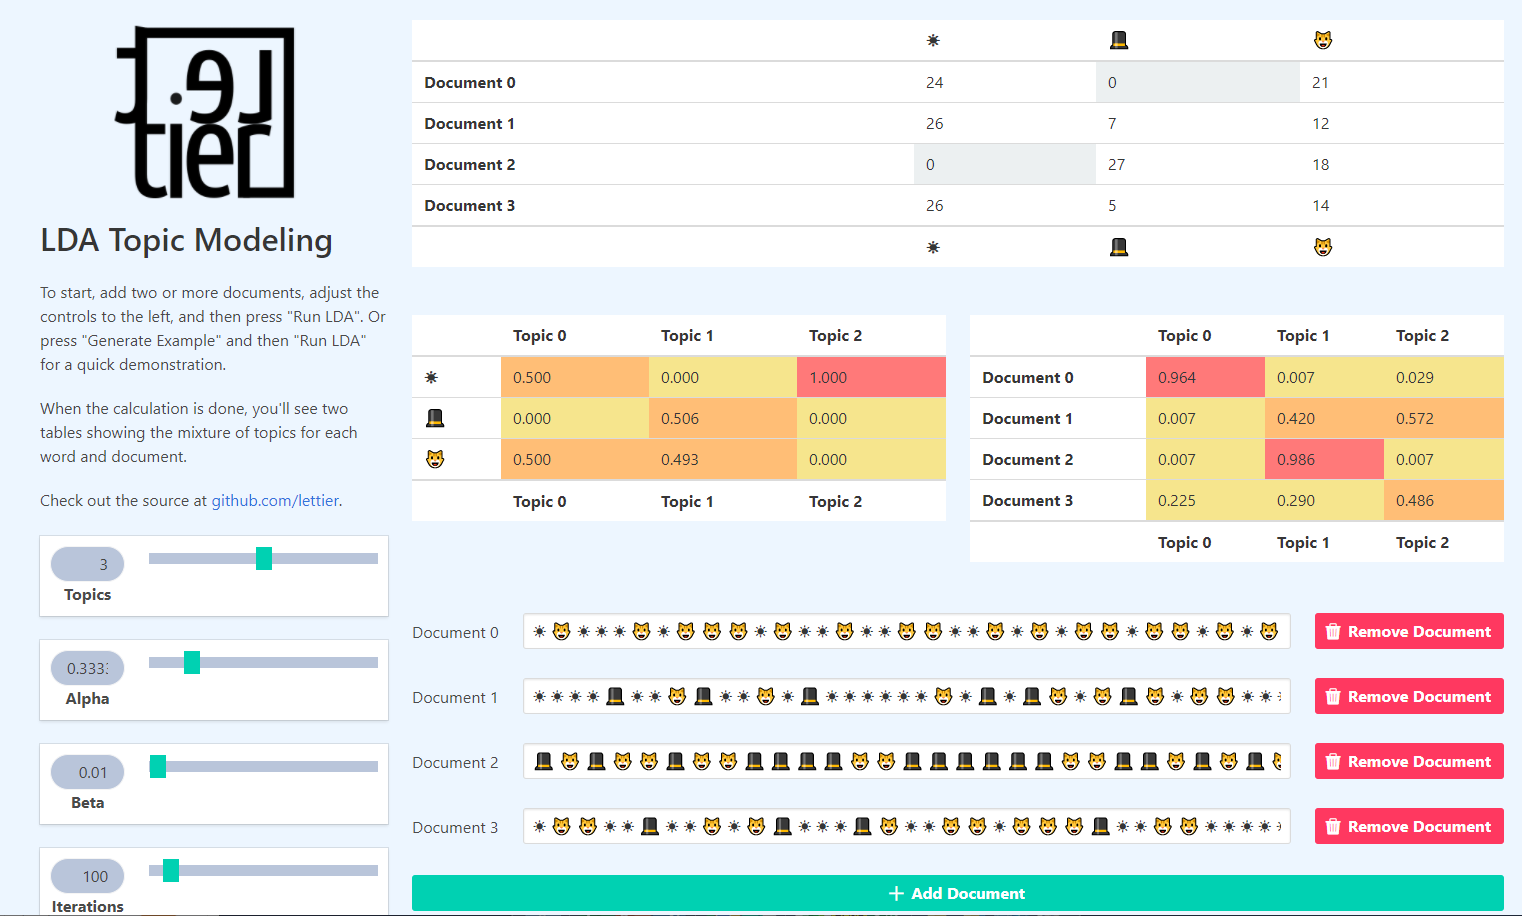 le.t
tier
LDA Topic Modeling
To start, add two or more documents, adjust the
controls to the left, and then press "Run LDA". Or
press "Generate Example" and then "Run LDA"
for a quick demonstration.
When the calculation is done, you'll see two
tables showing the mixture of topics for each
word and document.
Check out the source at github.com/lettier.
3
Topics
0.333
Alpha
0.01
Beta
100
Iterations
☀ 🎩 😺
Document 0 24 0 21
Document 1 26 7 12
Document 2 0 27 18
Document 3 26 5 14
☀ 🎩 😺
Topic 0 Topic 1 Topic 2
☀ 0.500 0.000 1.000
🎩 0.000 0.506 0.000
😺 0.500 0.493 0.000
Topic 0 Topic 1 Topic 2
Topic 0 Topic 1 Topic 2
Document 0 0.964 0.007 0.029
Document 1 0.007 0.420 0.572
Document 2 0.007 0.986 0.007
Document 3 0.225 0.290 0.486
Topic 0 Topic 1 Topic 2
Document 0 Remove Document
Document 1 Remove Document
Document 2 Remove Document
Document 3 Remove Document
+ Add Document